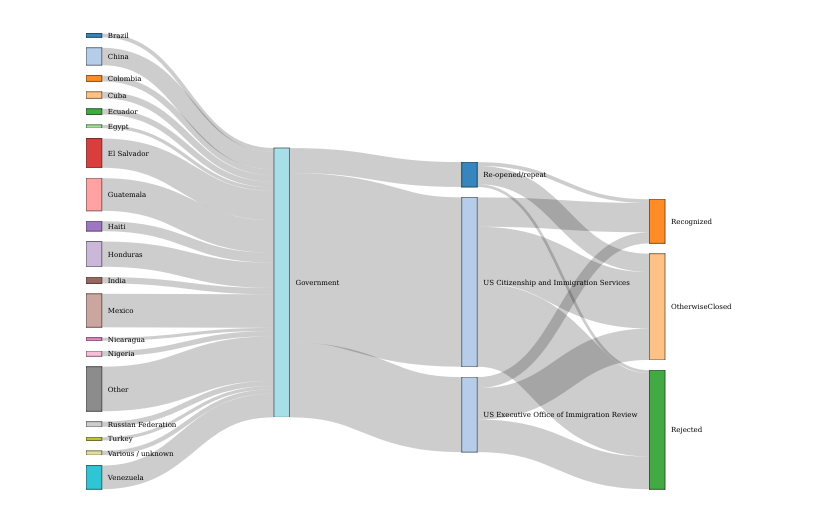 Brazil
China
Colombia
Cuba
Ecuador
Egypt
El Salvador
Guatemala
Haiti
Honduras
India
Mexico
Nicaragua
Nigeria
Other
Russian Federation
Turkey
Various / unknown
Venezuela
Government
Re-opened/repeat
US Citizenship and Immigration Services
US Executive Office of Immigration Review
Recognized
OtherwiseClosed
Rejected